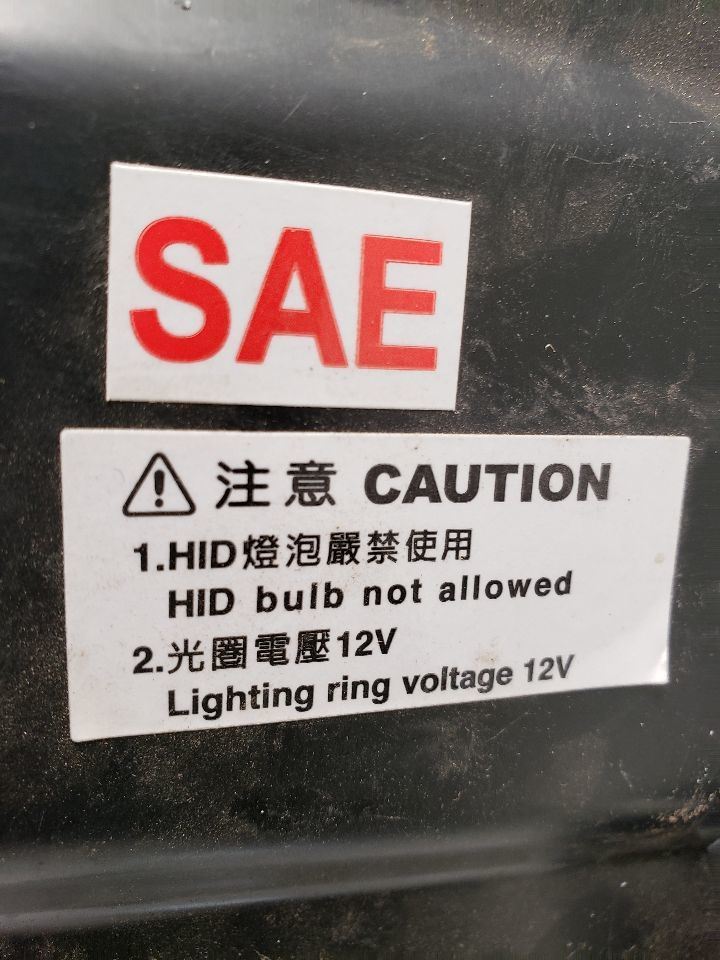 SAE
注意 CAUTION
1.HID燈泡嚴禁使用
HID bulb not allowed
2.光圈電壓12V
Lighting ring voltage 12V